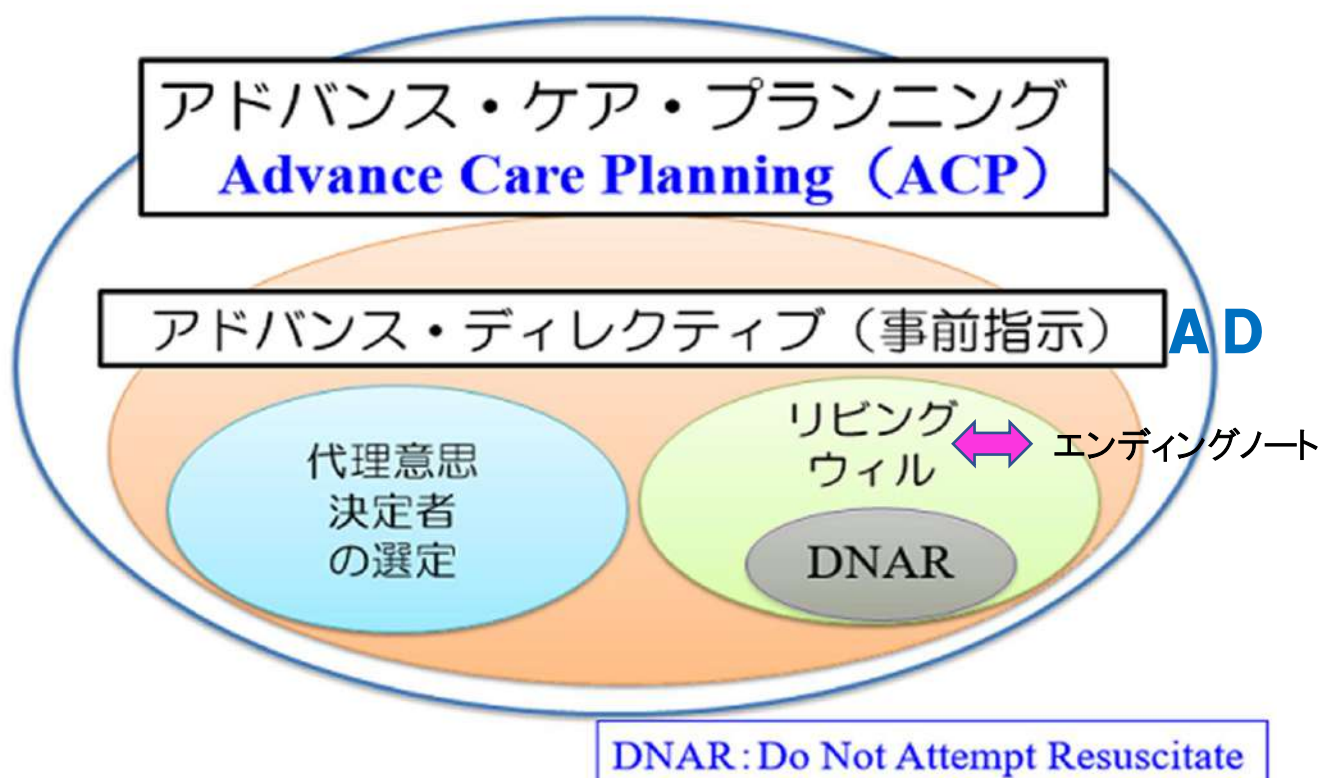 アドバンス・ケア・プランニング
Advance Care Planning（ACP）
アドバンス・ディレクティブ（事前指示）
AD
代理意思
決定者
の選定
リビング
ウィル
エンディングノート
DNAR
DNAR：Do Not Attempt Resuscitate